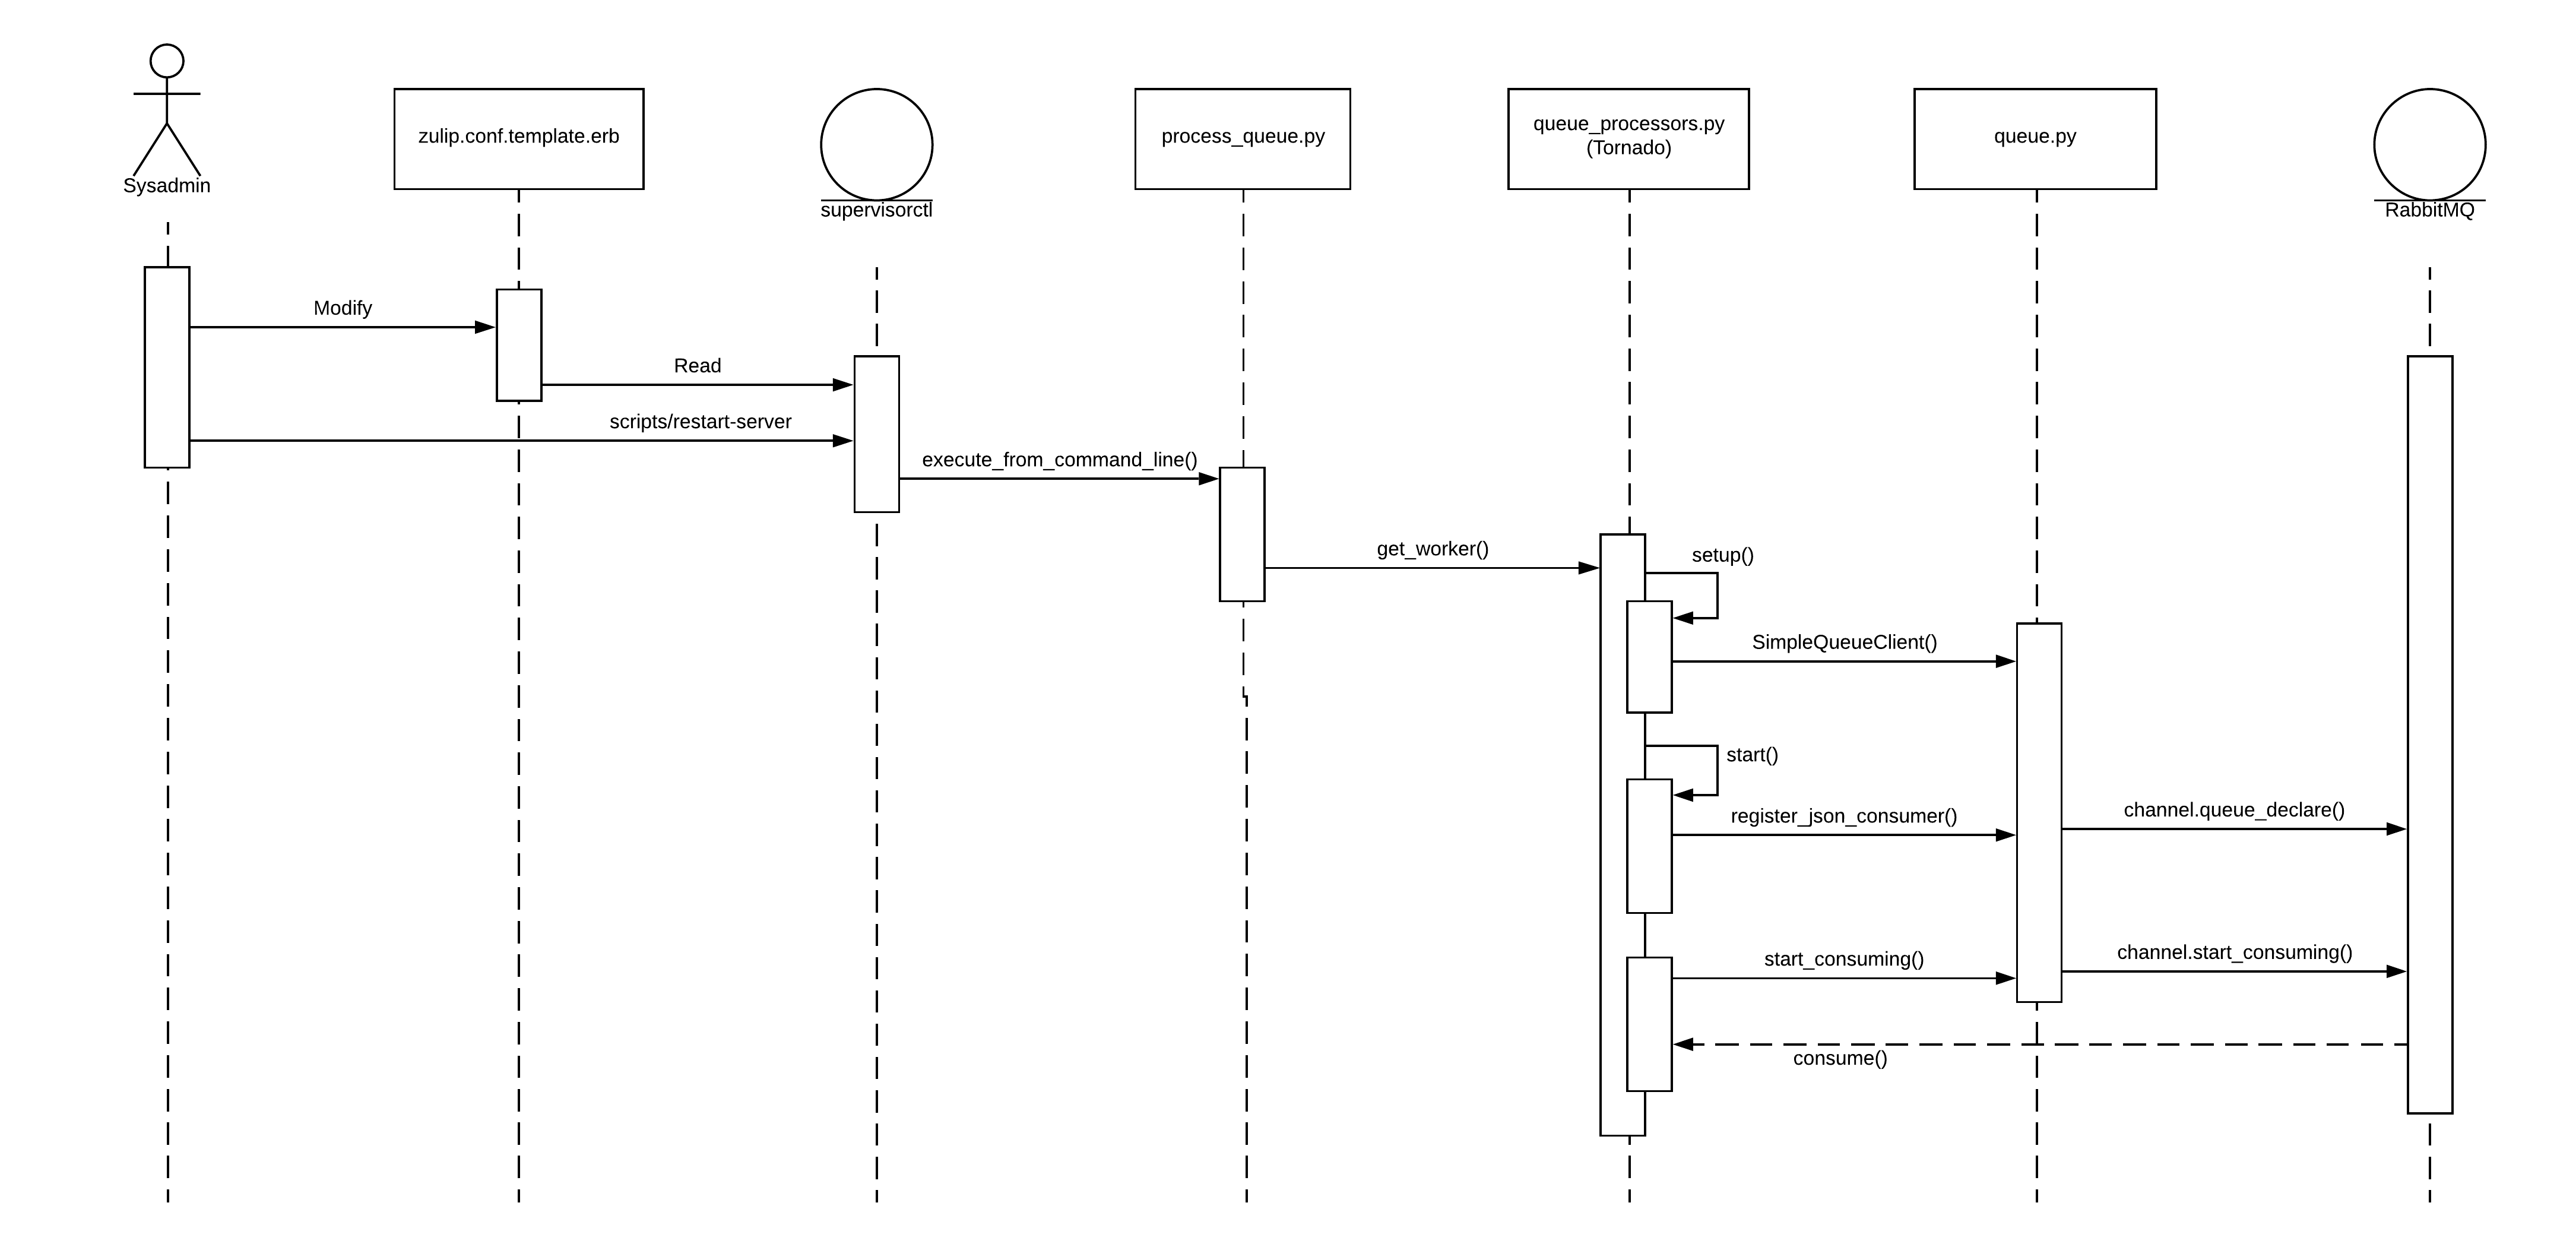 Sysadmin
zulip.conf.template.erb
supervisorctl
process_queue.py
queue_processors.py
(Tornado)
queue.py
RabbitMQ
Modify
Read
scripts/restart-server
execute_from_command_line()
get_worker()
setup()
SimpleQueueClient()
start()
register_json_consumer()
channel.queue_declare()
start_consuming()
channel.start_consuming()
consume()